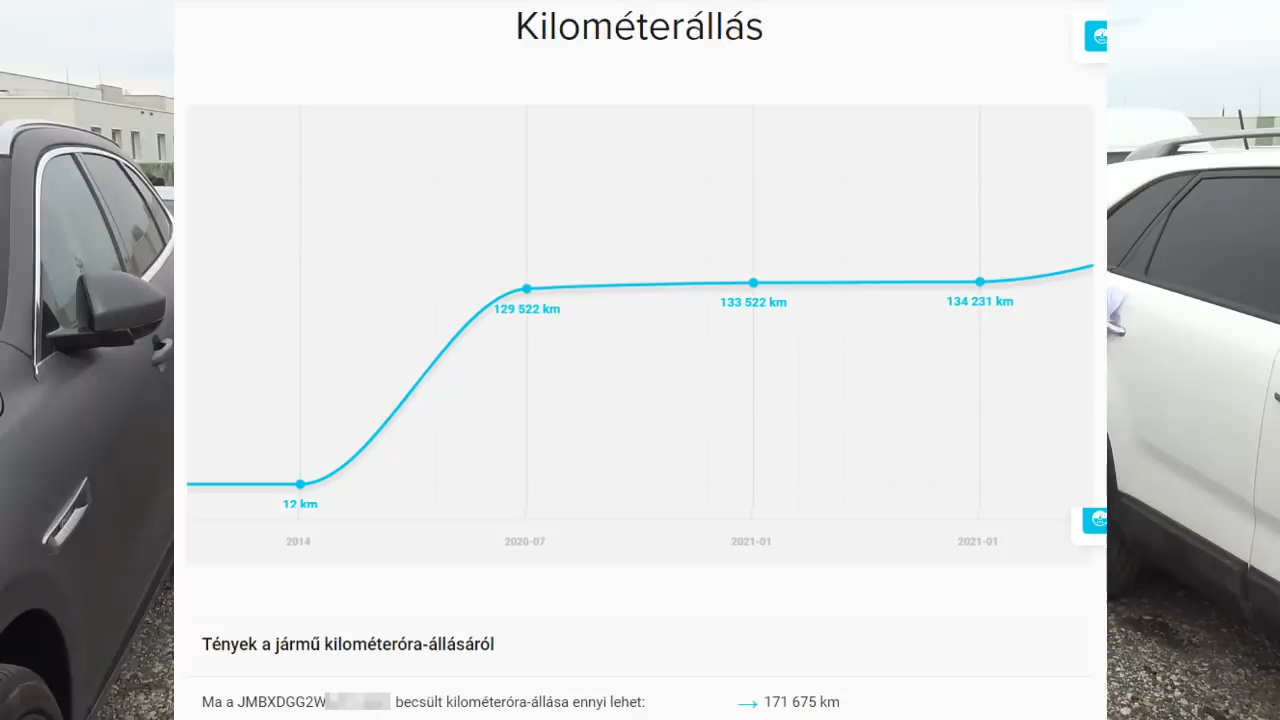 Kilométerállás
129 522 km
133 522 km
134 231 km
12 km
2014
2020-07
2021-01
2021-01
Tények a jármű kilométeróra-állásáról
Ma a JMBXDGG2W becsült kilométeróra-állása ennyi lehet: → 171 675 km